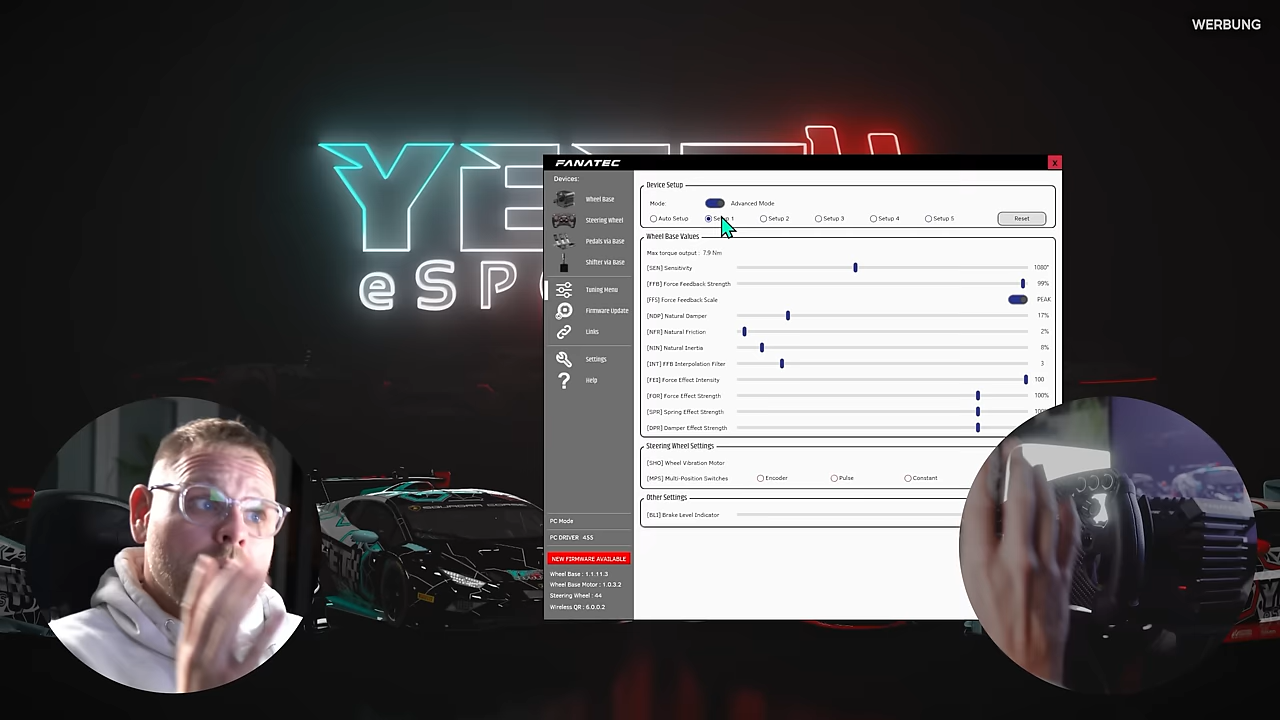 WERBUNG
FANATEC
X
Devices:
Wheel Base
Steering Wheel
Pedals via Base
Shifter via Base
Tuning Menu
Firmware Update
Links
Settings
Help
PC Mode
PC DRIVER 455
NEW FIRMWARE AVAILABLE
Wheel Base : 1.1.11.3
Wheel Base Motor : 1.0.3.2
Steering Wheel : 44
Wireless QR : 6.0.0.2
Device Setup
Mode: Advanced Mode
Auto Setup Setup 1 Setup 2 Setup 3 Setup 4 Setup 5 Reset
Wheel Base Values
Max torque output : 7.9 Nm
[SEN] Sensitivity 1080°
[FFB] Force Feedback Strength 99%
[FFS] Force Feedback Scale PEAK
[NDP] Natural Damper 17%
[NFR] Natural Friction 2%
[NIN] Natural Inertia 8%
[INT] FFB Interpolation Filter 3
[FEI] Force Effect Intensity 100
[FOR] Force Effect Strength 100%
[SPR] Spring Effect Strength 100%
[DPR] Damper Effect Strength
Steering Wheel Settings
[SHO] Wheel Vibration Motor
[MPS] Multi-Position Switches Encoder Pulse Constant
Other Settings
[BLI] Brake Level Indicator
eSP